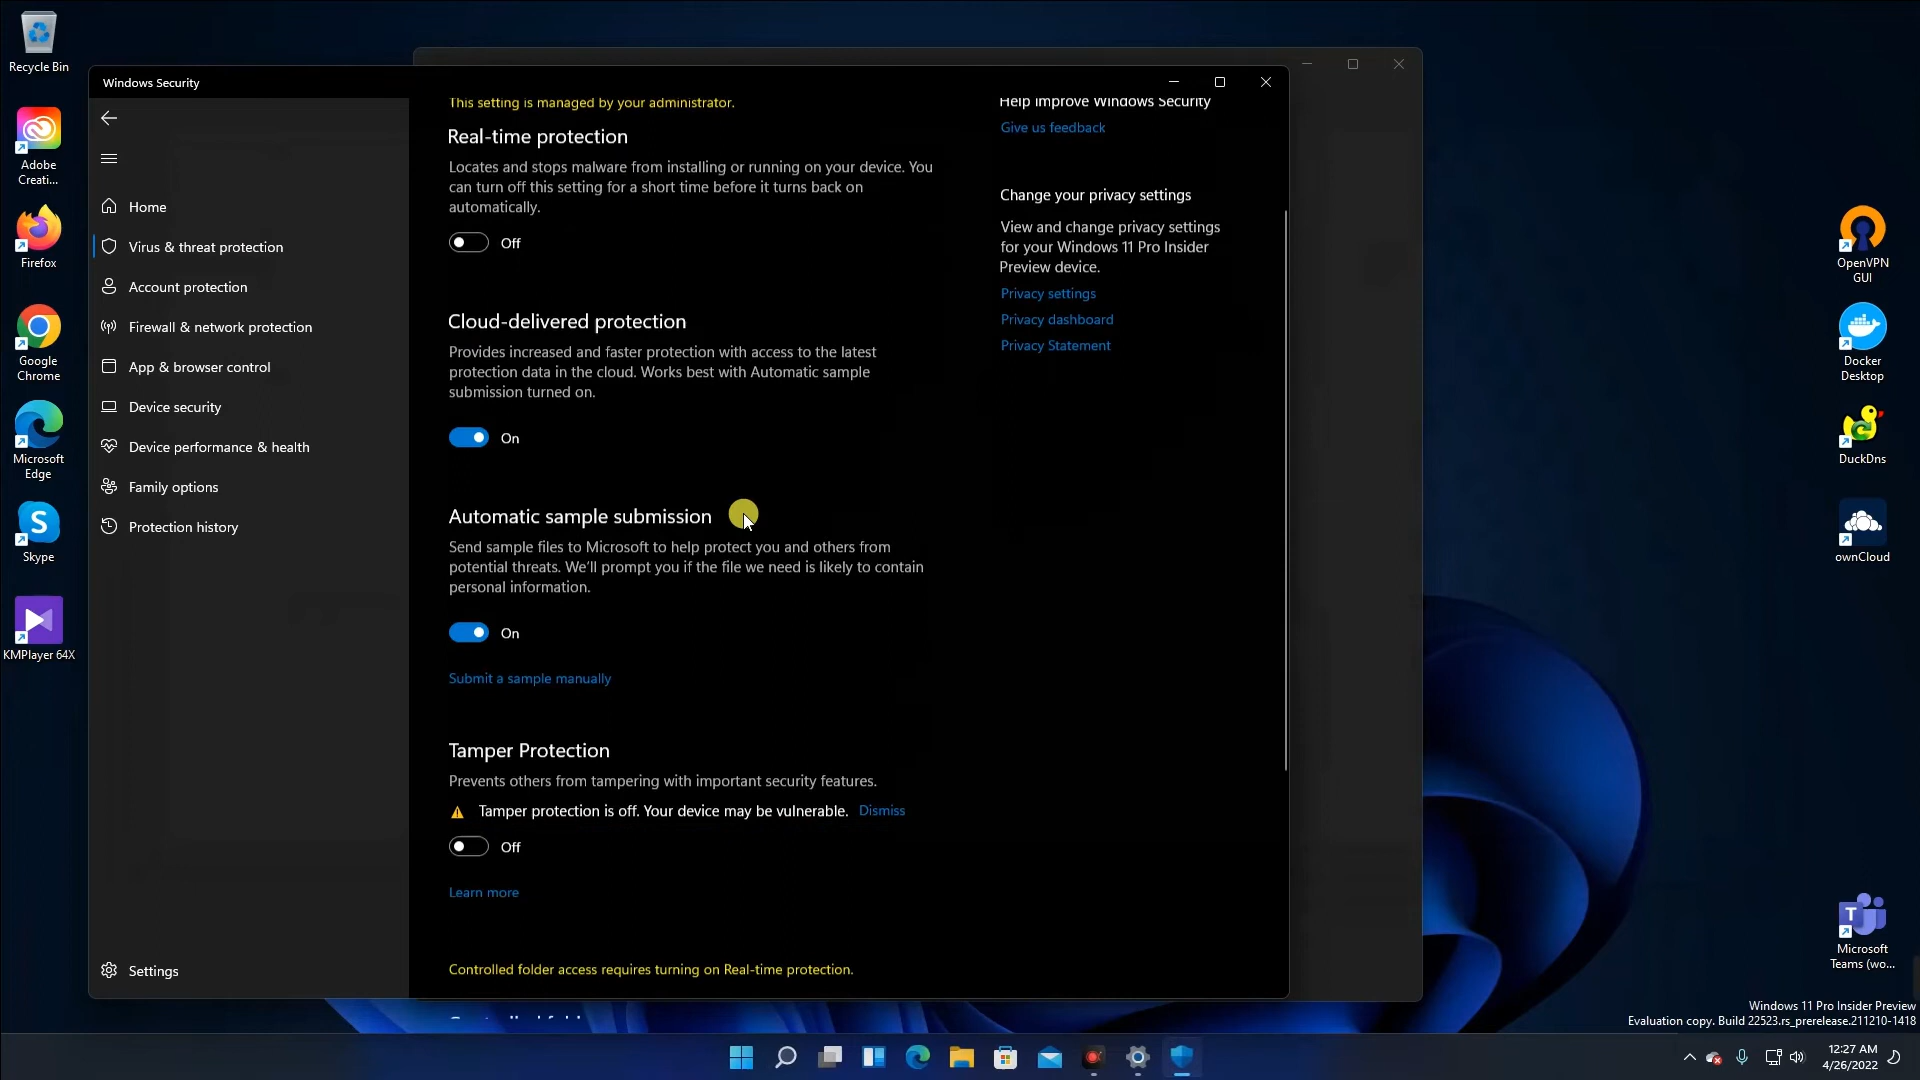 Recycle Bin
Adobe
Creati...
Firefox
Google
Chrome
Microsoft
Edge
Skype
KMPlayer 64X
Windows Security
Home
Virus & threat protection
Account protection
Firewall & network protection
App & browser control
Device security
Device performance & health
Family options
Protection history
Settings
This setting is managed by your administrator.
Real-time protection
Locates and stops malware from installing or running on your device. You
can turn off this setting for a short time before it turns back on
automatically.
Off
Cloud-delivered protection
Provides increased and faster protection with access to the latest
protection data in the cloud. Works best with Automatic sample
submission turned on.
On
Automatic sample submission
Send sample files to Microsoft to help protect you and others from
potential threats. We'll prompt you if the file we need is likely to contain
personal information.
On
Submit a sample manually
Tamper Protection
Prevents others from tampering with important security features.
Tamper protection is off. Your device may be vulnerable. Dismiss
Off
Learn more
Controlled folder access requires turning on Real-time protection.
Help improve Windows Security
Give us feedback
Change your privacy settings
View and change privacy settings
for your Windows 11 Pro Insider
Preview device.
Privacy settings
Privacy dashboard
Privacy Statement
OpenVPN
GUI
Docker
Desktop
DuckDns
ownCloud
Microsoft
Teams (wo...
Windows 11 Pro Insider Preview
Evaluation copy. Build 22523.rs_prerelease.211210-1418
12:27 AM
4/26/2022